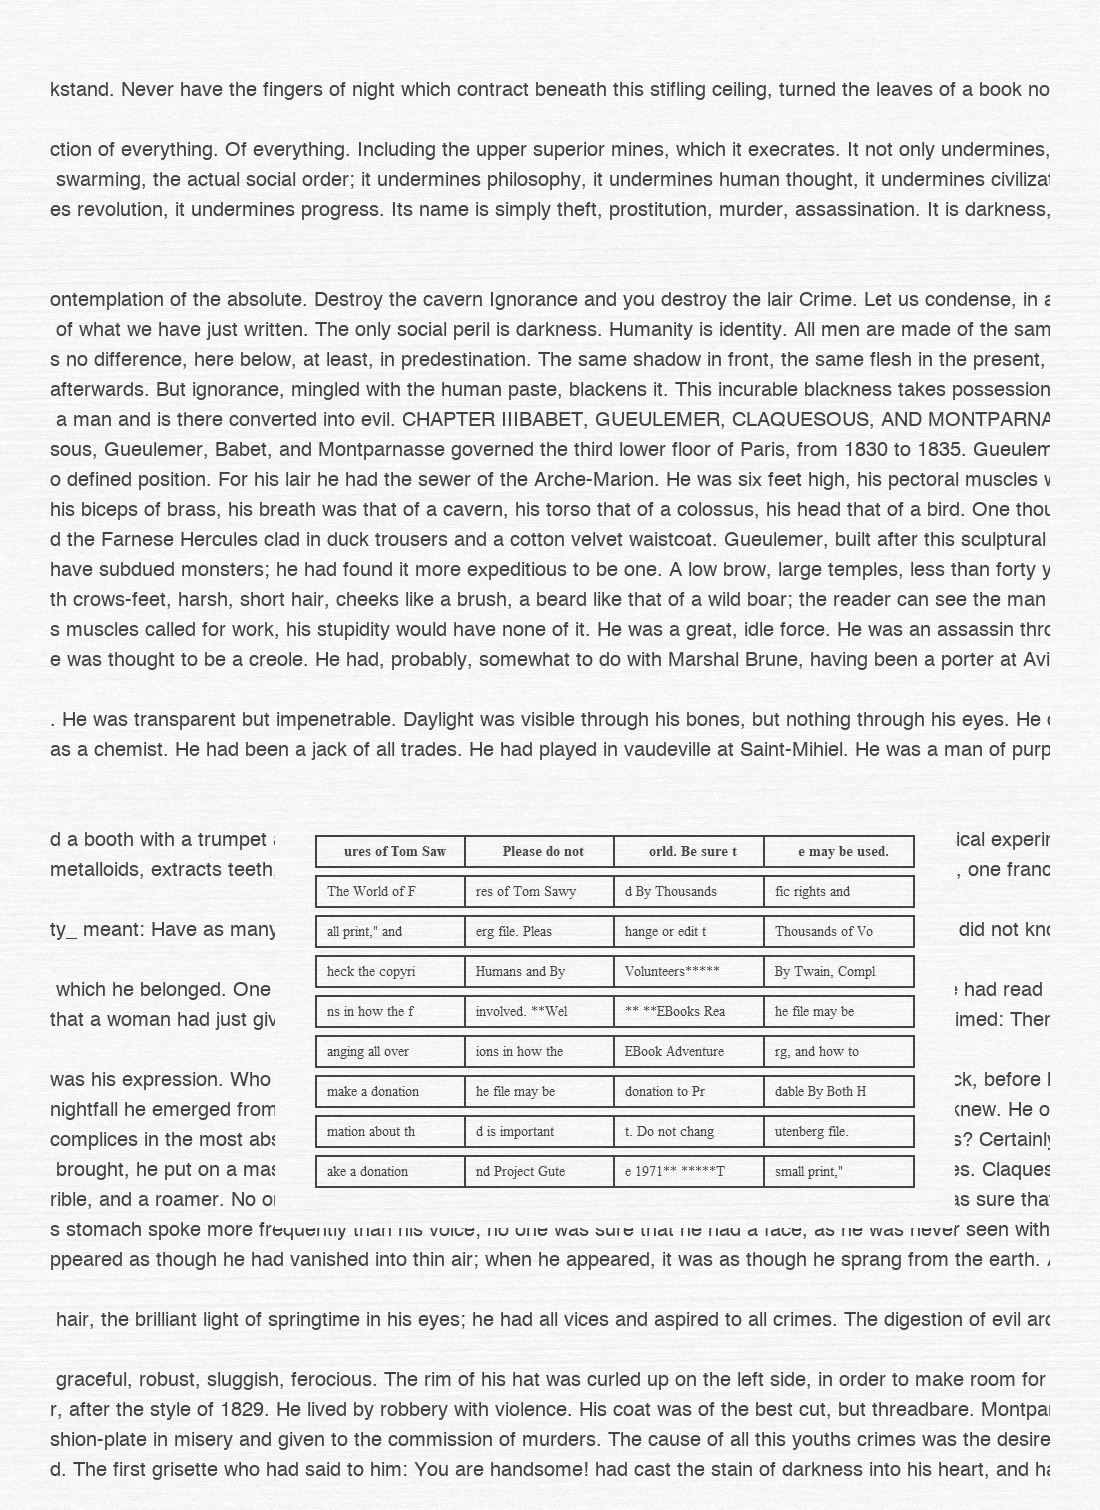 kstand. Never have the fingers of night which contract beneath this stifling ceiling, turned the leaves of a book no
ction of everything. Of everything. Including the upper superior mines, which it execrates. It not only undermines,
swarming, the actual social order; it undermines philosophy, it undermines human thought, it undermines civilizat
es revolution, it undermines progress. Its name is simply theft, prostitution, murder, assassination. It is darkness,
ontemplation of the absolute. Destroy the cavern Ignorance and you destroy the lair Crime. Let us condense, in a
of what we have just written. The only social peril is darkness. Humanity is identity. All men are made of the sam
s no difference, here below, at least, in predestination. The same shadow in front, the same flesh in the present,
afterwards. But ignorance, mingled with the human paste, blackens it. This incurable blackness takes possession
a man and is there converted into evil. CHAPTER IIIBABET, GUEULEMER, CLAQUESOUS, AND MONTPARNA
sous, Gueulemer, Babet, and Montparnasse governed the third lower floor of Paris, from 1830 to 1835. Gueulem
o defined position. For his lair he had the sewer of the Arche-Marion. He was six feet high, his pectoral muscles
his biceps of brass, his breath was that of a cavern, his torso that of a colossus, his head that of a bird. One thou
d the Farnese Hercules clad in duck trousers and a cotton velvet waistcoat. Gueulemer, built after this sculptural
have subdued monsters; he had found it more expeditious to be one. A low brow, large temples, less than forty y
th crows-feet, harsh, short hair, cheeks like a brush, a beard like that of a wild boar; the reader can see the man
s muscles called for work, his stupidity would have none of it. He was a great, idle force. He was an assassin thro
e was thought to be a creole. He had, probably, somewhat to do with Marshal Brune, having been a porter at Avi
. He was transparent but impenetrable. Daylight was visible through his bones, but nothing through his eyes. He
as a chemist. He had been a jack of all trades. He had played in vaudeville at Saint-Mihiel. He was a man of purp
d a booth with a trumpet ical experim
metalloids, extracts teeth, , one franc
ures of Tom Saw Please do not orld. Be sure t e may be used.
The World of F res of Tom Sawy d By Thousands fic rights and
all print," and erg file. Pleas hange or edit t Thousands of Vo
heck the copyri Humans and By Volunteers***** By Twain, Compl
ns in how the f involved. **Wel ** **EBooks Rea he file may be
anging all over ions in how the EBook Adventure rg, and how to
make a donation he file may be donation to Pr dable By Both H
mation about th d is important t. Do not chang utenberg file.
ake a donation nd Project Gute e 1971** *****T small print,"
ty_ meant: Have as many did not kno
which he belonged. One had read
that a woman had just giv imed: Ther
was his expression. Who ck, before
nightfall he emerged from knew. He o
complices in the most abs s? Certainly
brought, he put on a mas es. Claques
rible, and a roamer. No o as sure that
s stomach spoke more frequently than his voice; no one was sure that he had a face, as he was never seen with
ppeared as though he had vanished into thin air; when he appeared, it was as though he sprang from the earth.
hair, the brilliant light of springtime in his eyes; he had all vices and aspired to all crimes. The digestion of evil aro
graceful, robust, sluggish, ferocious. The rim of his hat was curled up on the left side, in order to make room for
r, after the style of 1829. He lived by robbery with violence. His coat was of the best cut, but threadbare. Montpar
shion-plate in misery and given to the commission of murders. The cause of all this youths crimes was the desire
d. The first grisette who had said to him: You are handsome! had cast the stain of darkness into his heart, and ha